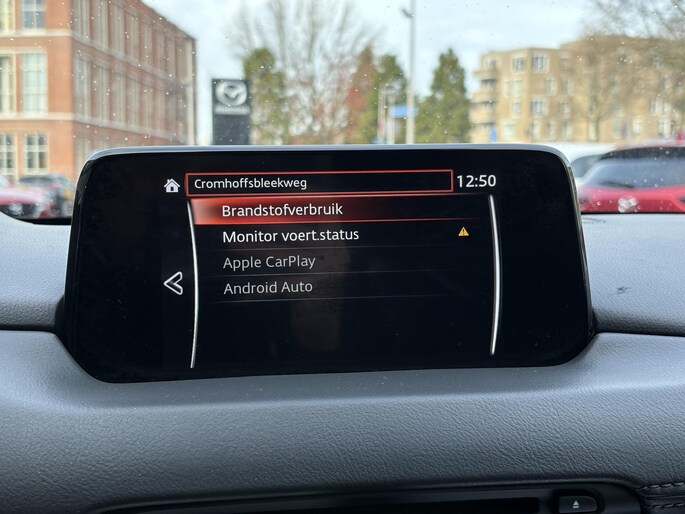 Cromhoffsbleekweg 12:50
Brandstofverbruik
Monitor voert.status
Apple CarPlay
Android Auto